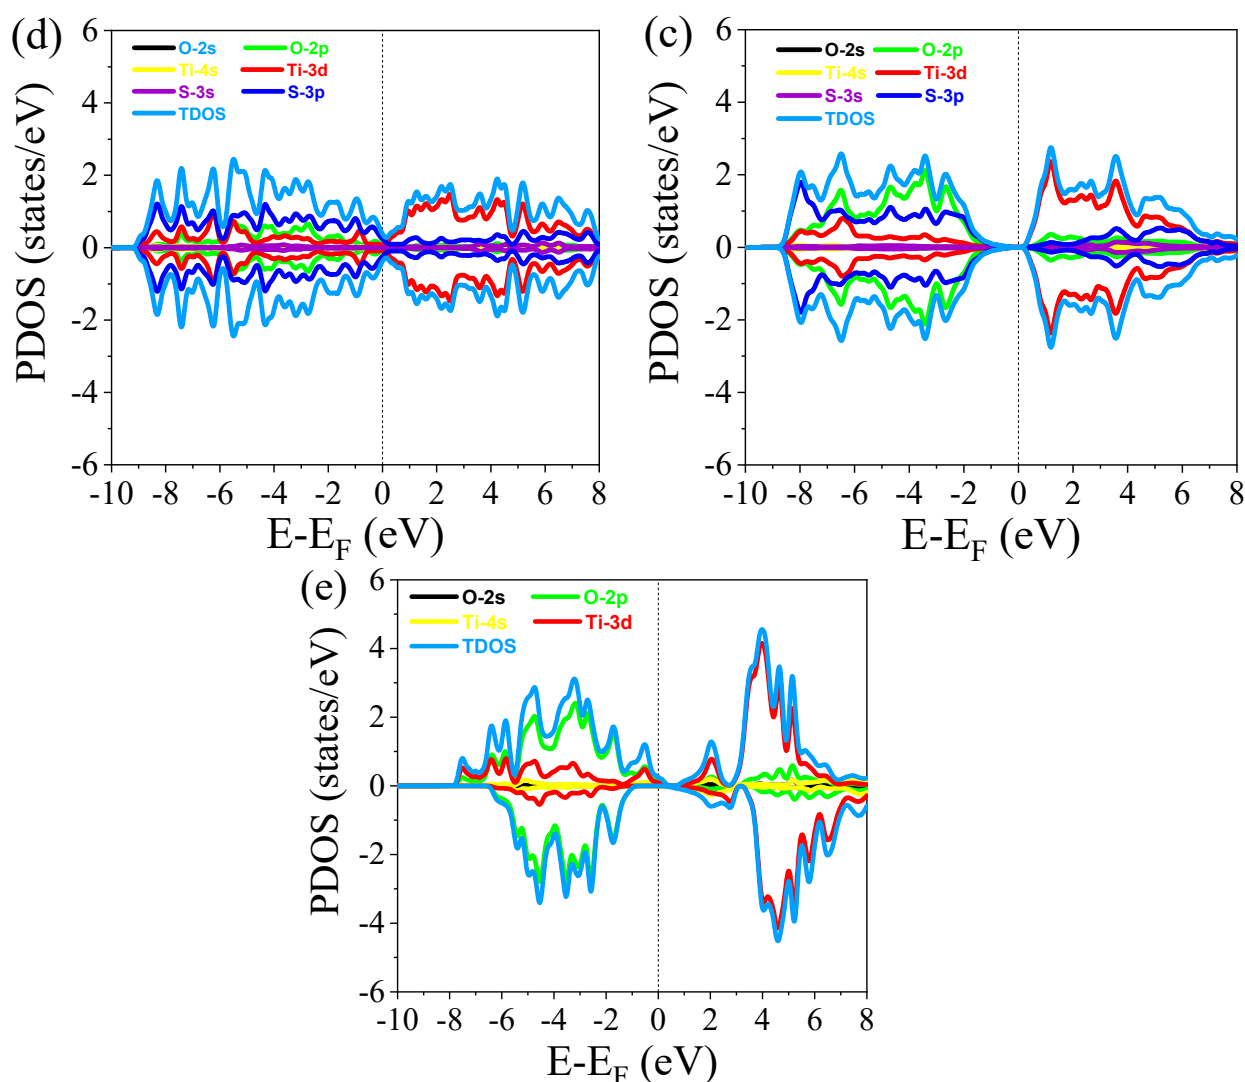 (d)
6
4
2
0
-2
-4
-6
PDOS (states/eV)
O-2s O-2p
Ti-4s Ti-3d
S-3s S-3p
TDOS
-10 -8 -6 -4 -2 0 2 4 6 8
E-E_F (eV)
(c)
6
4
2
0
-2
-4
-6
PDOS (states/eV)
O-2s O-2p
Ti-4s Ti-3d
S-3s S-3p
TDOS
-10 -8 -6 -4 -2 0 2 4 6 8
E-E_F (eV)
(e)
6
4
2
0
-2
-4
-6
PDOS (states/eV)
O-2s O-2p
Ti-4s Ti-3d
TDOS
-10 -8 -6 -4 -2 0 2 4 6 8
E-E_F (eV)